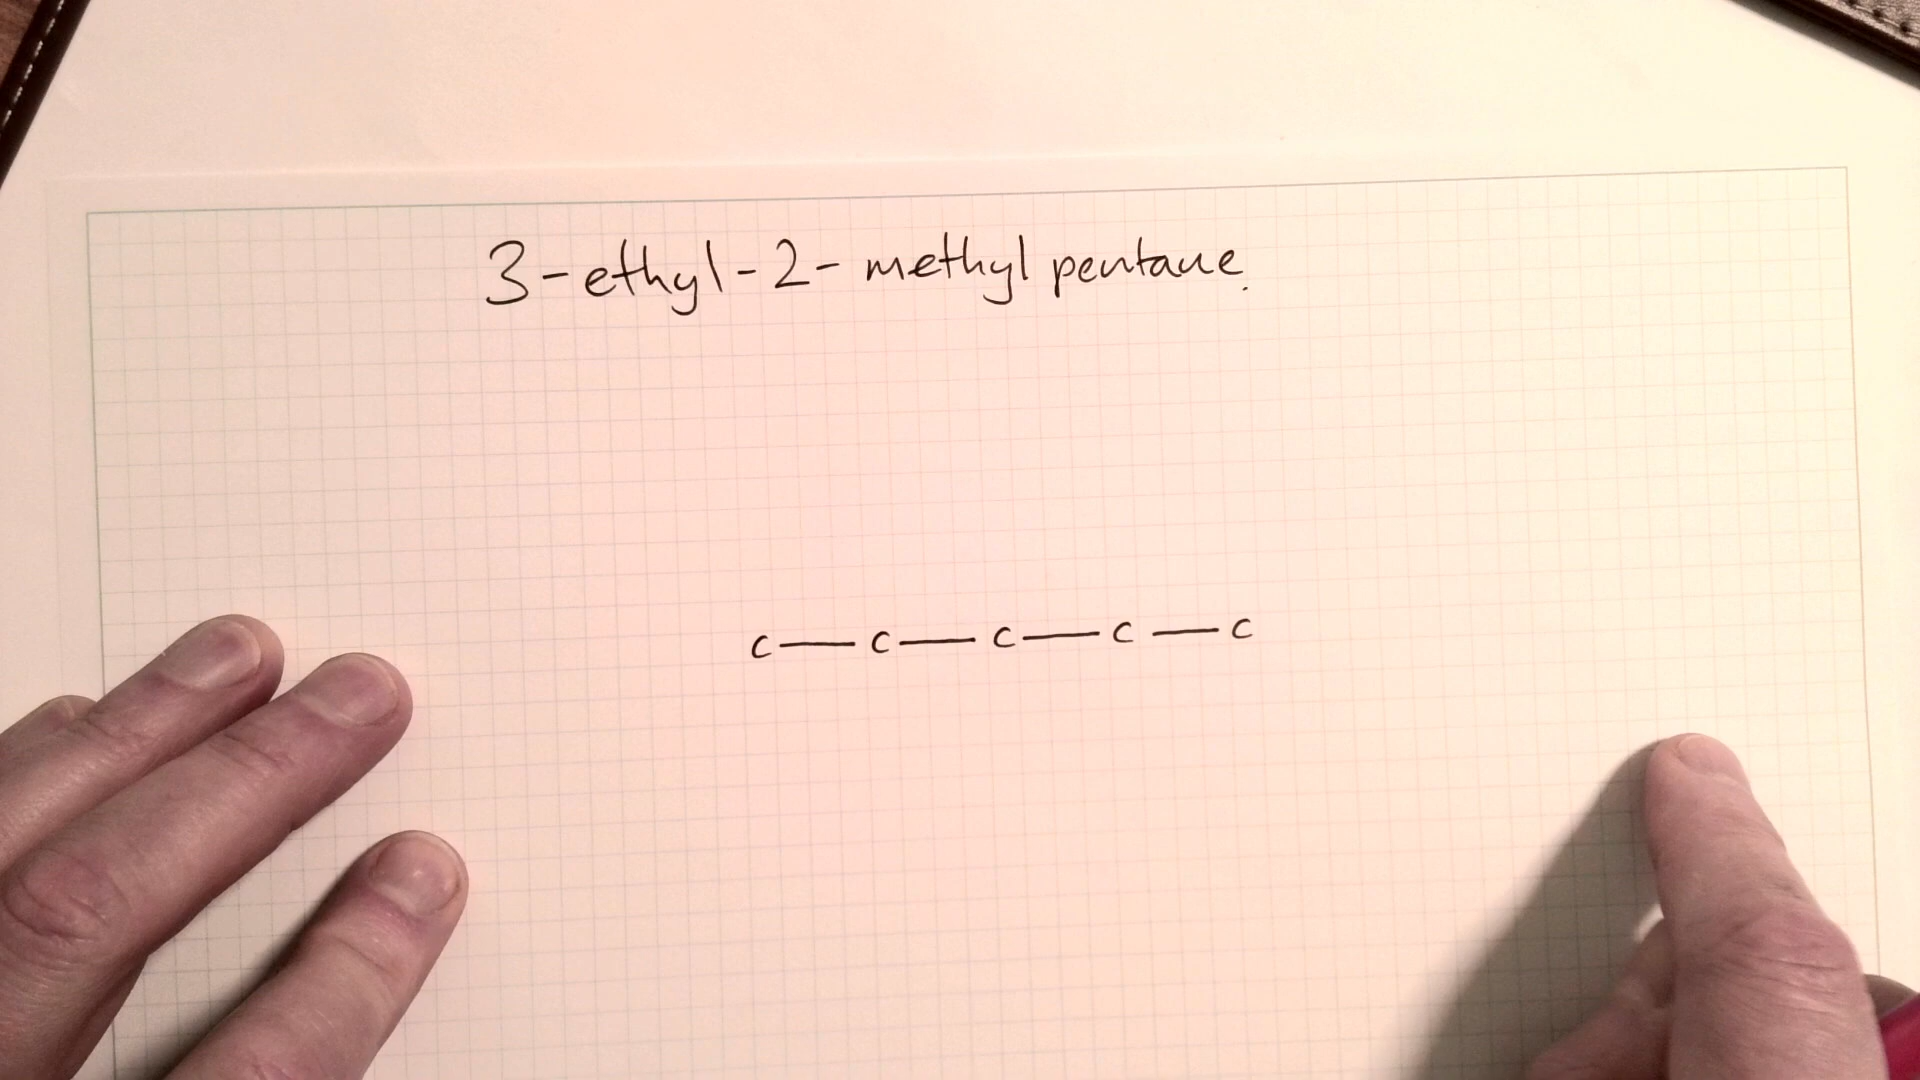 3-ethyl-2-methyl pentane.
C — C — C — C — C